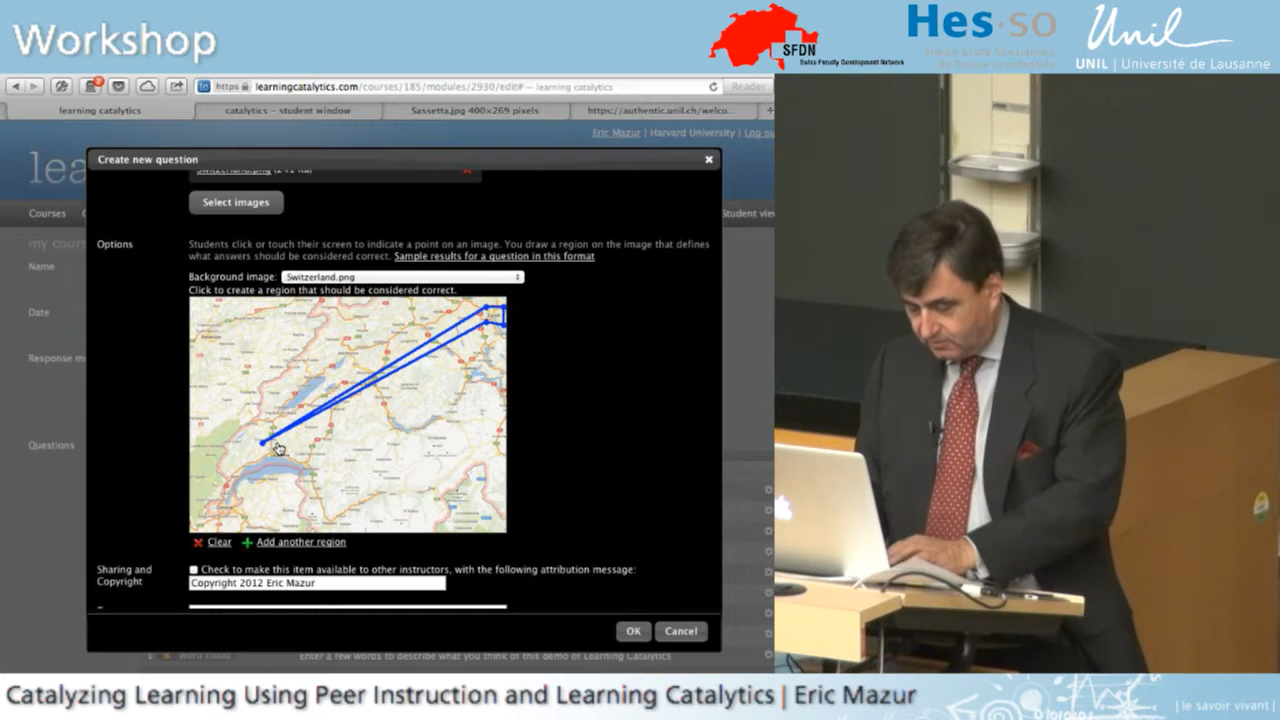 Workshop
SFDN
Swiss Faculty Development Network
Hes·so
Haute Ecole Spécialisée
de Suisse occidentale
Unil
UNIL | Université de Lausanne
https learningcatalytics.com/courses/185/modules/2930/edit# — learning catalytics
Reader
learning catalytics
catalytics – student window
Sassetta.jpg 400×269 pixels
https://authentic.unil.ch/welco...
Eric Mazur | Harvard University | Log ou
lea
Create new question
Switzerland.png
Select images
Courses
Student view
my cours
Name
Date
Response m
Questions
Options
Students click or touch their screen to indicate a point on an image. You draw a region on the image that defines
what answers should be considered correct. Sample results for a question in this format
Background image: Switzerland.png
Click to create a region that should be considered correct.
Clear
Add another region
Sharing and
Copyright
Check to make this item available to other instructors, with the following attribution message:
Copyright 2012 Eric Mazur
OK
Cancel
word cloud
Enter a few words to describe what you think of this demo of Learning Catalytics
Catalyzing Learning Using Peer Instruction and Learning Catalytics | Eric Mazur
| le savoir vivant |